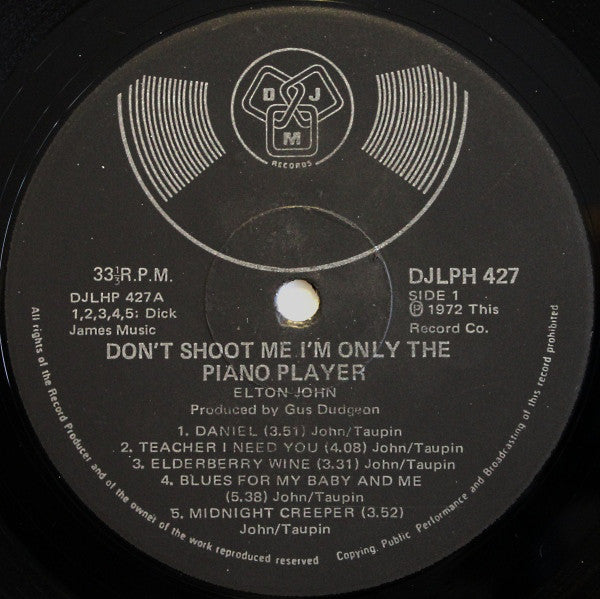 D J
M
RECORDS
33⅓ R.P.M.
DJLHP 427A
1,2,3,4,5: Dick
James Music
DJLPH 427
SIDE 1
Ⓟ 1972 This
Record Co.
DON'T SHOOT ME I'M ONLY THE
PIANO PLAYER
ELTON JOHN
Produced by Gus Dudgeon
1. DANIEL (3.51) John/Taupin
2. TEACHER I NEED YOU (4.08) John/Taupin
3. ELDERBERRY WINE (3.31) John/Taupin
4. BLUES FOR MY BABY AND ME
(5.38) John/Taupin
5. MIDNIGHT CREEPER (3.52)
John/Taupin
All rights of the Record Producer and of the owner of the work reproduced reserved Copying, Public Performance and Broadcasting of this record prohibited